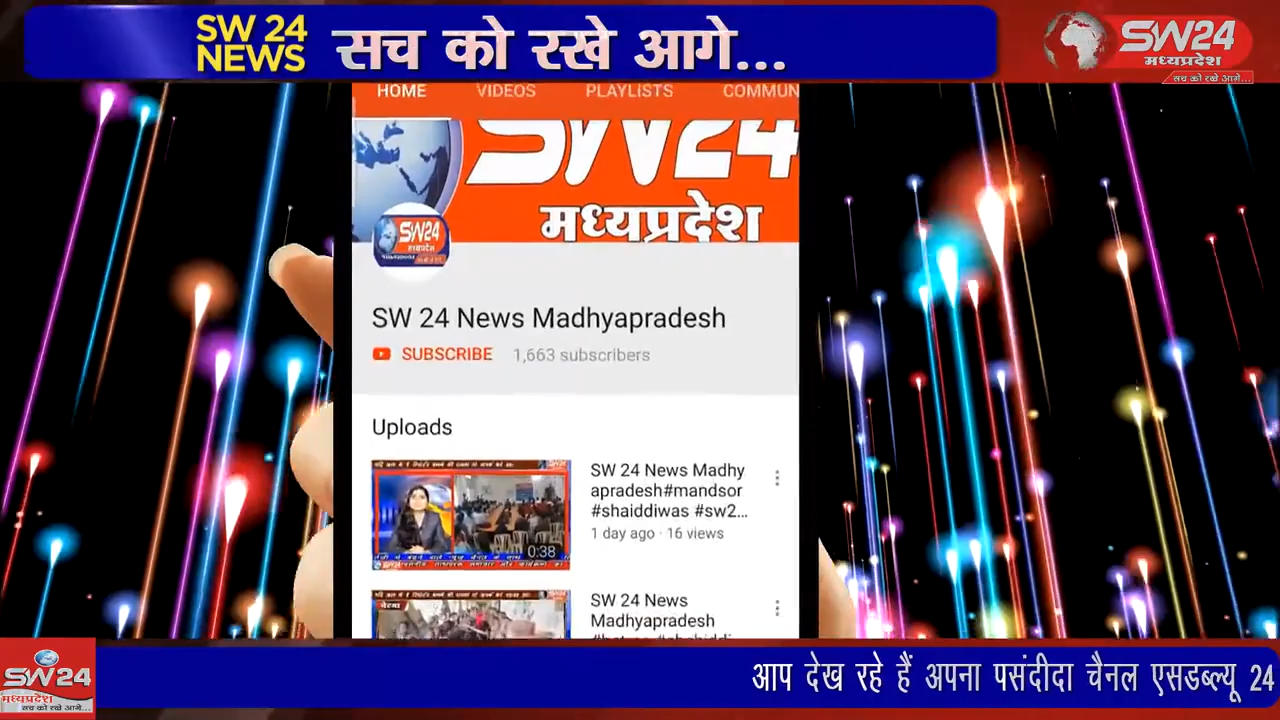 SW 24
NEWS
सच को रखे आगे...
SW24
मध्यप्रदेश
सच को रखे आगे...
HOME VIDEOS PLAYLISTS COMMUN
SW24
मध्यप्रदेश
SW24
SW 24 News Madhyapradesh
SUBSCRIBE 1,663 subscribers
Uploads
SW 24 News Madhy
apradesh#mandsor
#shaiddiwas #sw2...
1 day ago · 16 views
0:38
SW 24 News
Madhyapradesh
SW24
मध्यप्रदेश
सच को रखे आगे...
आप देख रहे हैं अपना पसंदीदा चैनल एसडब्ल्यू 24